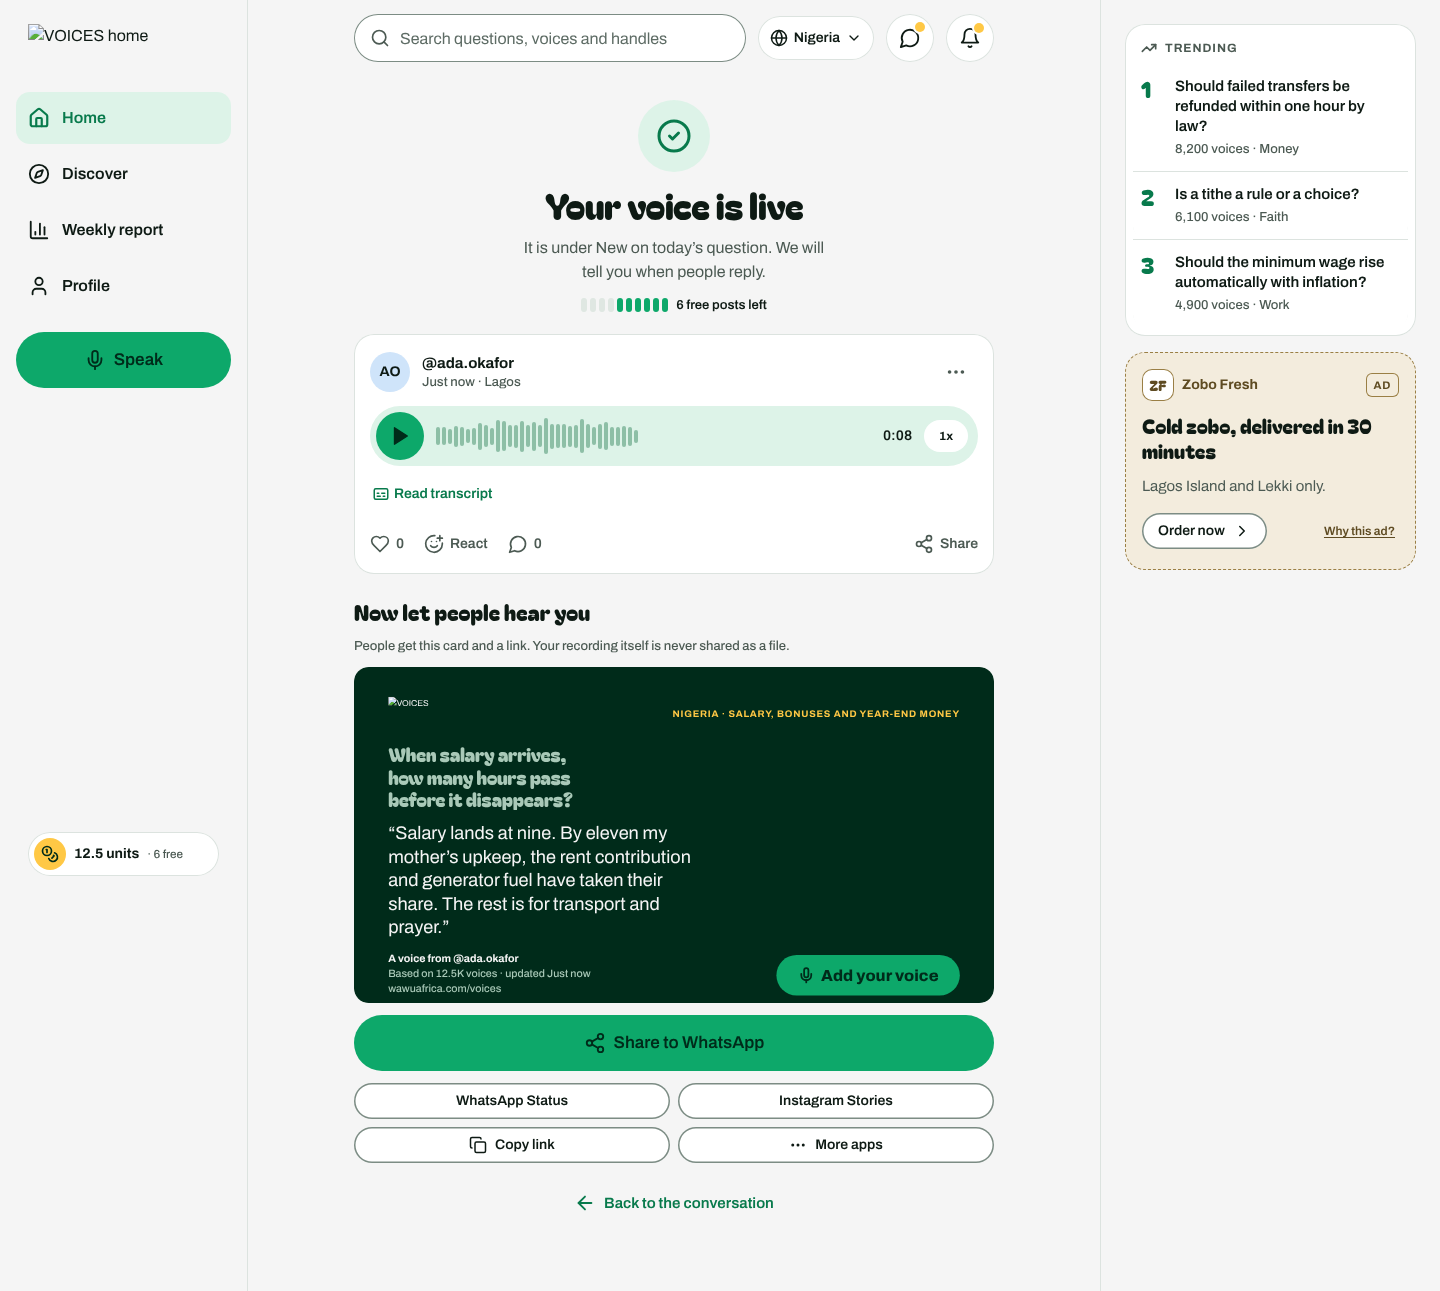 VOICES home
Home
Discover
Weekly report
Profile
Speak
12.5 units · 6 free
Search questions, voices and handles
Nigeria
Your voice is live
It is under New on today’s question. We will
tell you when people reply.
6 free posts left
AO
@ada.okafor
Just now · Lagos
0:08
1x
Read transcript
0
React
0
Share
Now let people hear you
People get this card and a link. Your recording itself is never shared as a file.
VOICES
NIGERIA · SALARY, BONUSES AND YEAR-END MONEY
When salary arrives,
how many hours pass
before it disappears?
“Salary lands at nine. By eleven my
mother’s upkeep, the rent contribution
and generator fuel have taken their
share. The rest is for transport and
prayer.”
A voice from @ada.okafor
Based on 12.5K voices · updated Just now
wawuafrica.com/voices
Add your voice
Share to WhatsApp
WhatsApp Status
Instagram Stories
Copy link
More apps
Back to the conversation
TRENDING
1
Should failed transfers be
refunded within one hour by
law?
8,200 voices · Money
2
Is a tithe a rule or a choice?
6,100 voices · Faith
3
Should the minimum wage rise
automatically with inflation?
4,900 voices · Work
ZF
Zobo Fresh
AD
Cold zobo, delivered in 30
minutes
Lagos Island and Lekki only.
Order now
Why this ad?